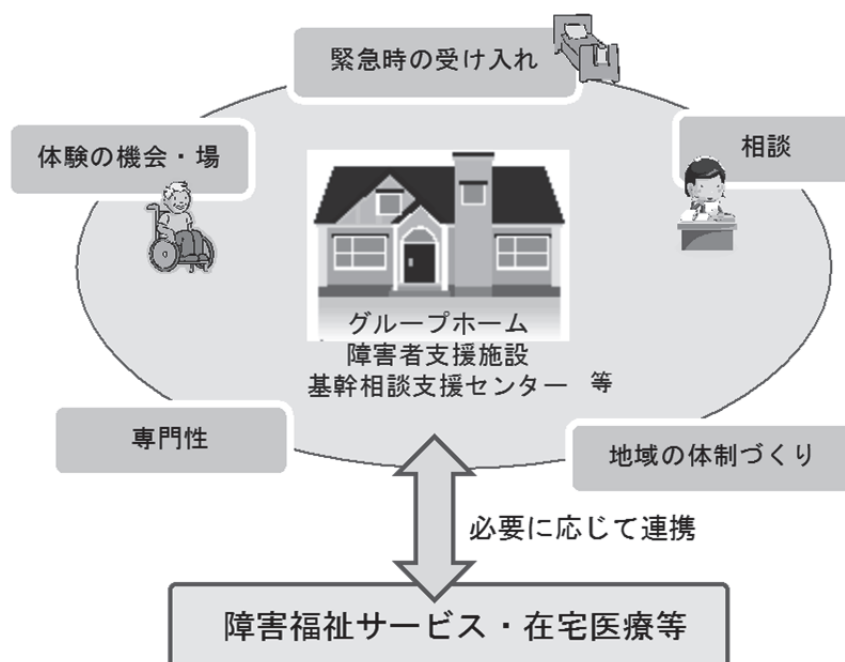 緊急時の受け入れ
体験の機会・場
相談
グループホーム
障害者支援施設
基幹相談支援センター 等
専門性
地域の体制づくり
必要に応じて連携
障害福祉サービス・在宅医療等